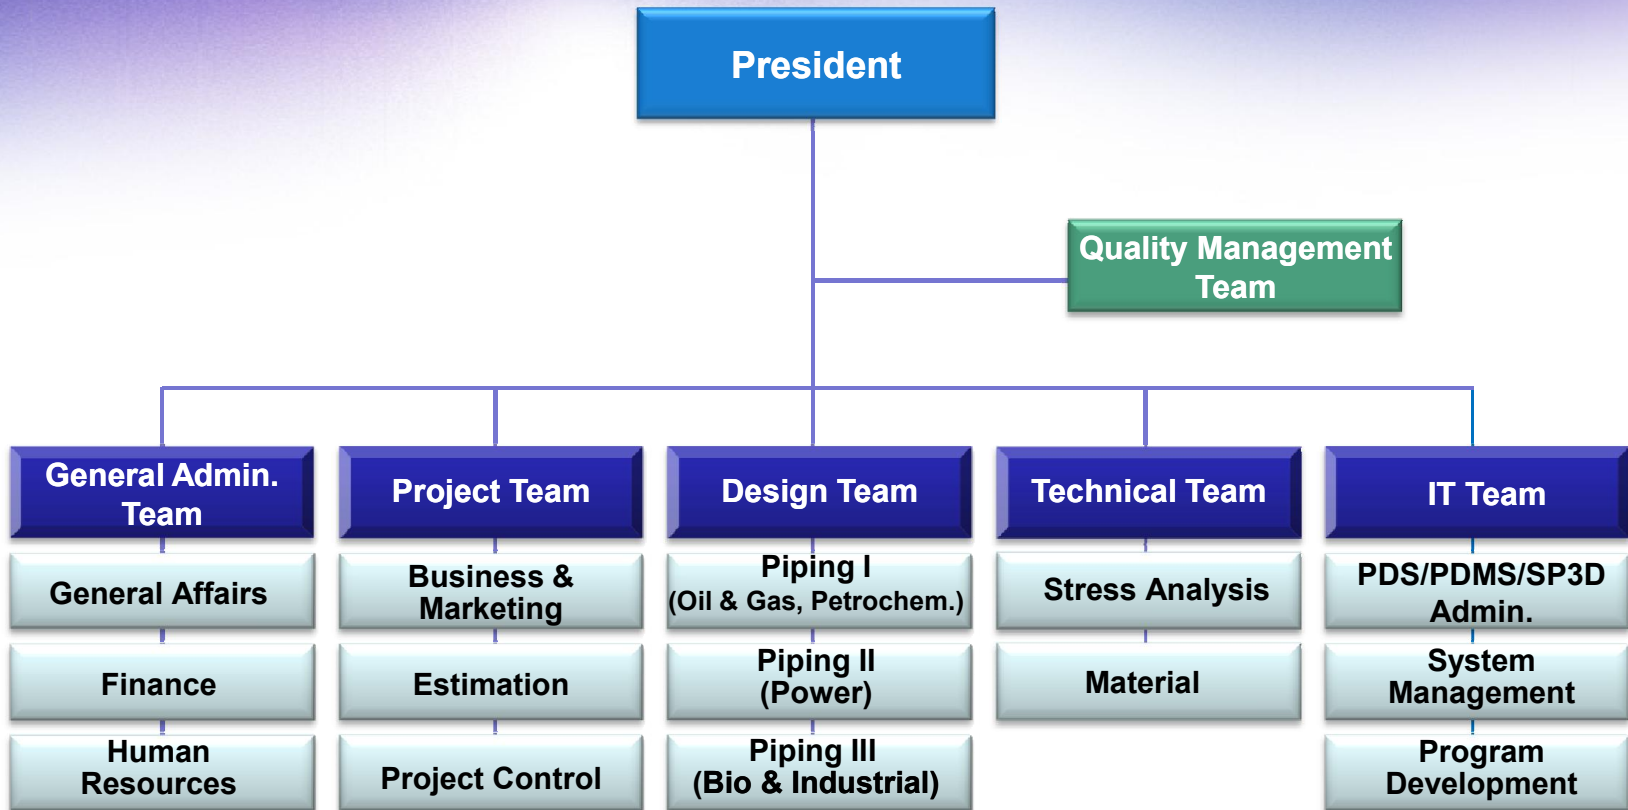 President
Quality Management
Team
General Admin.
Team
Project Team
Design Team
Technical Team
IT Team
General Affairs
Business &
Marketing
Piping I
(Oil & Gas, Petrochem.)
Stress Analysis
PDS/PDMS/SP3D
Admin.
Finance
Estimation
Piping II
(Power)
Material
System
Management
Human
Resources
Project Control
Piping III
(Bio & Industrial)
Program
Development